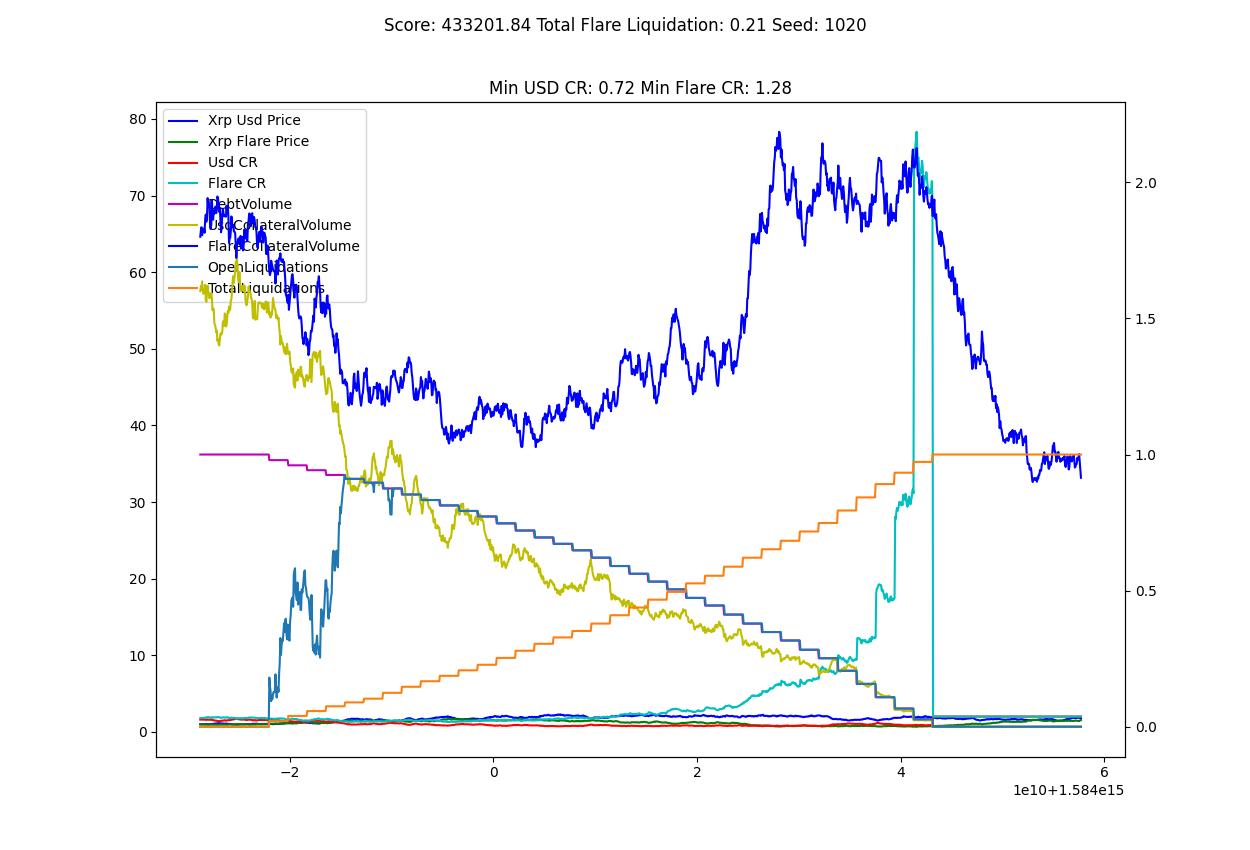 Score: 433201.84 Total Flare Liquidation: 0.21 Seed: 1020
Min USD CR: 0.72 Min Flare CR: 1.28
Xrp Usd Price
Xrp Flare Price
Usd CR
Flare CR
DebtVolume
UsdCollateralVolume
FlareCollateralVolume
OpenLiquidations
TotalLiquidations
80
70
60
50
40
30
20
10
0
2.0
1.5
1.0
0.5
0.0
−2 0 2 4 6
1e10+1.584e15